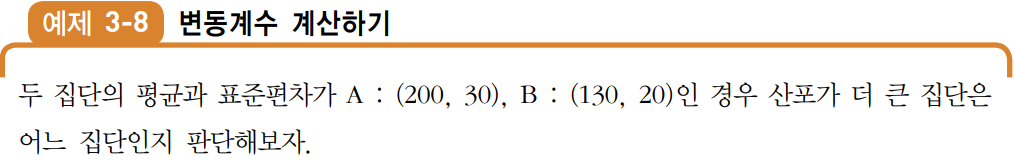 예제 3-8 변동계수 계산하기
두 집단의 평균과 표준편차가 A : (200, 30), B : (130, 20)인 경우 산포가 더 큰 집단은
어느 집단인지 판단해보자.